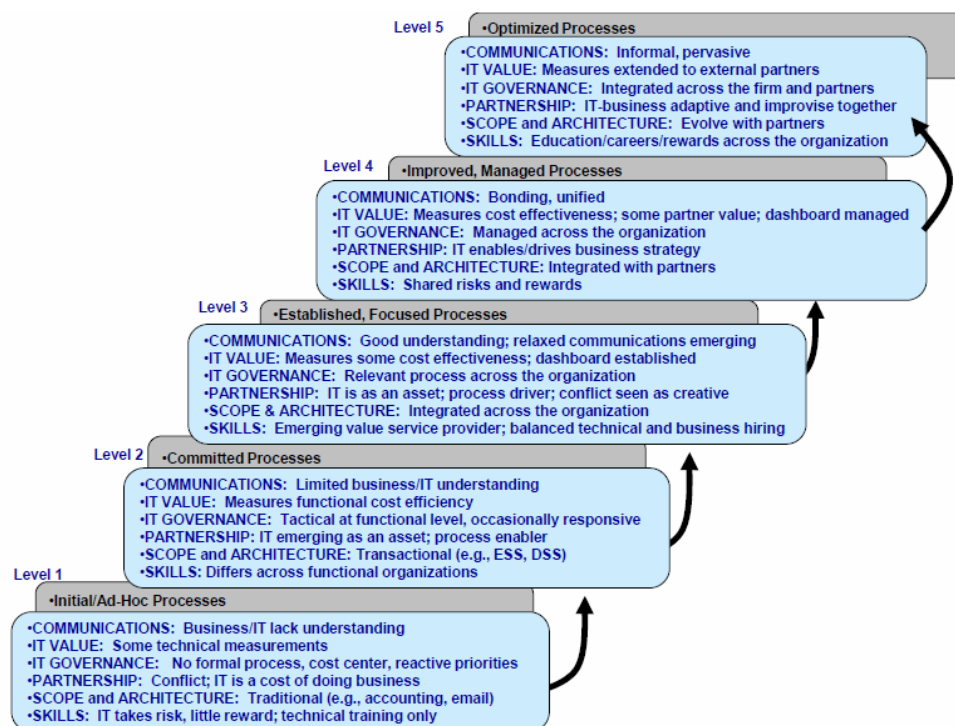 Level 5
•Optimized Processes
•COMMUNICATIONS: Informal, pervasive
•IT VALUE: Measures extended to external partners
•IT GOVERNANCE: Integrated across the firm and partners
•PARTNERSHIP: IT-business adaptive and improvise together
•SCOPE and ARCHITECTURE: Evolve with partners
•SKILLS: Education/careers/rewards across the organization
Level 4
•Improved, Managed Processes
•COMMUNICATIONS: Bonding, unified
•IT VALUE: Measures cost effectiveness; some partner value; dashboard managed
•IT GOVERNANCE: Managed across the organization
•PARTNERSHIP: IT enables/drives business strategy
•SCOPE and ARCHITECTURE: Integrated with partners
•SKILLS: Shared risks and rewards
Level 3
•Established, Focused Processes
•COMMUNICATIONS: Good understanding; relaxed communications emerging
•IT VALUE: Measures some cost effectiveness; dashboard established
•IT GOVERNANCE: Relevant process across the organization
•PARTNERSHIP: IT is as an asset; process driver; conflict seen as creative
•SCOPE & ARCHITECTURE: Integrated across the organization
•SKILLS: Emerging value service provider; balanced technical and business hiring
Level 2
•Committed Processes
•COMMUNICATIONS: Limited business/IT understanding
•IT VALUE: Measures functional cost efficiency
•IT GOVERNANCE: Tactical at functional level, occasionally responsive
•PARTNERSHIP: IT emerging as an asset; process enabler
•SCOPE and ARCHITECTURE: Transactional (e.g., ESS, DSS)
•SKILLS: Differs across functional organizations
Level 1
•Initial/Ad-Hoc Processes
•COMMUNICATIONS: Business/IT lack understanding
•IT VALUE: Some technical measurements
•IT GOVERNANCE: No formal process, cost center, reactive priorities
•PARTNERSHIP: Conflict; IT is a cost of doing business
•SCOPE and ARCHITECTURE: Traditional (e.g., accounting, email)
•SKILLS: IT takes risk, little reward; technical training only